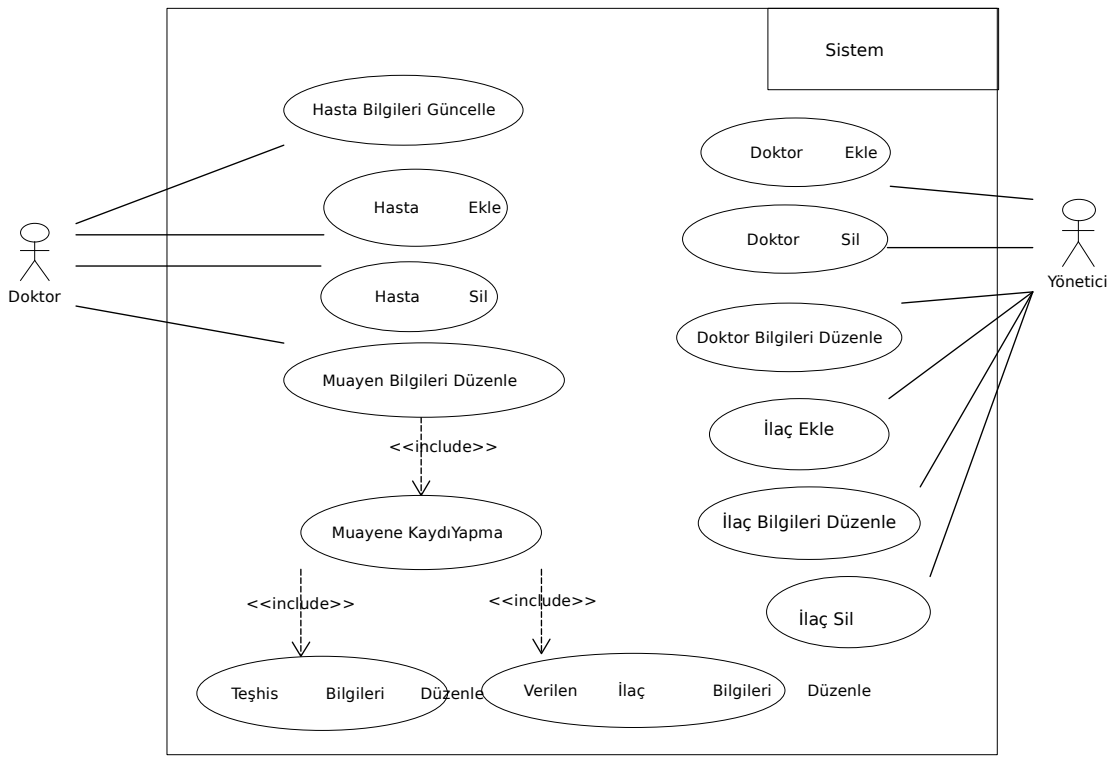 Sistem
Hasta Bilgileri Güncelle
Doktor Ekle
Hasta Ekle
Doktor Sil
Doktor
Yönetici
Hasta Sil
Doktor Bilgileri Düzenle
Muayen Bilgileri Düzenle
İlaç Ekle
<<include>>
İlaç Bilgileri Düzenle
Muayene KaydıYapma
<<include>>
<<include>>
İlaç Sil
Teşhis Bilgileri Düzenle
Verilen İlaç Bilgileri Düzenle